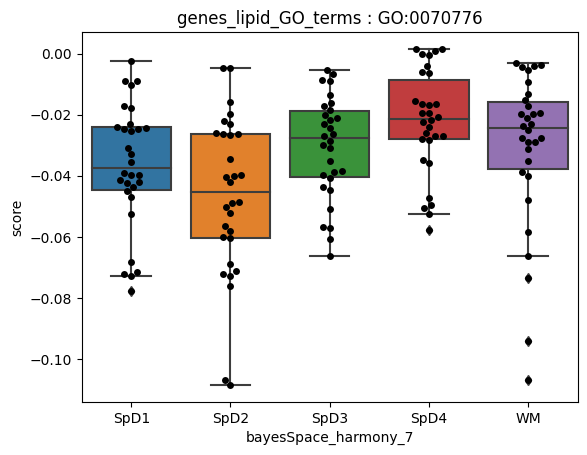 genes_lipid_GO_terms : GO:0070776
0.00
−0.02
−0.04
−0.06
−0.08
−0.10
score
SpD1 SpD2 SpD3 SpD4 WM
bayesSpace_harmony_7